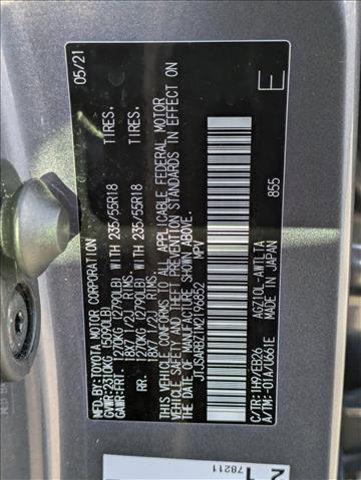 MFD.BY:TOYOTA MOTOR CORPORATION 05/21
GVWR:2310KG (5090LB)
GAWR:FRT. 1270KG (2790LB) WITH 235/55R18 TIRES,
18X7 1/2J RIMS,
RR. 1270KG (2790LB) WITH 235/55R18 TIRES,
18X7 1/2J RIMS,
THIS VEHICLE CONFORMS TO ALL APPLICABLE FEDERAL MOTOR
VEHICLE SAFETY AND THEFT PREVENTION STANDARDS IN EFFECT ON
THE DATE OF MANUFACTURE SHOWN ABOVE.
MPV
C/TR:1H9/EB26 AGZ10L-AWTLTA
A/TM:-01A/U661E MADE IN JAPAN 855
E
78211